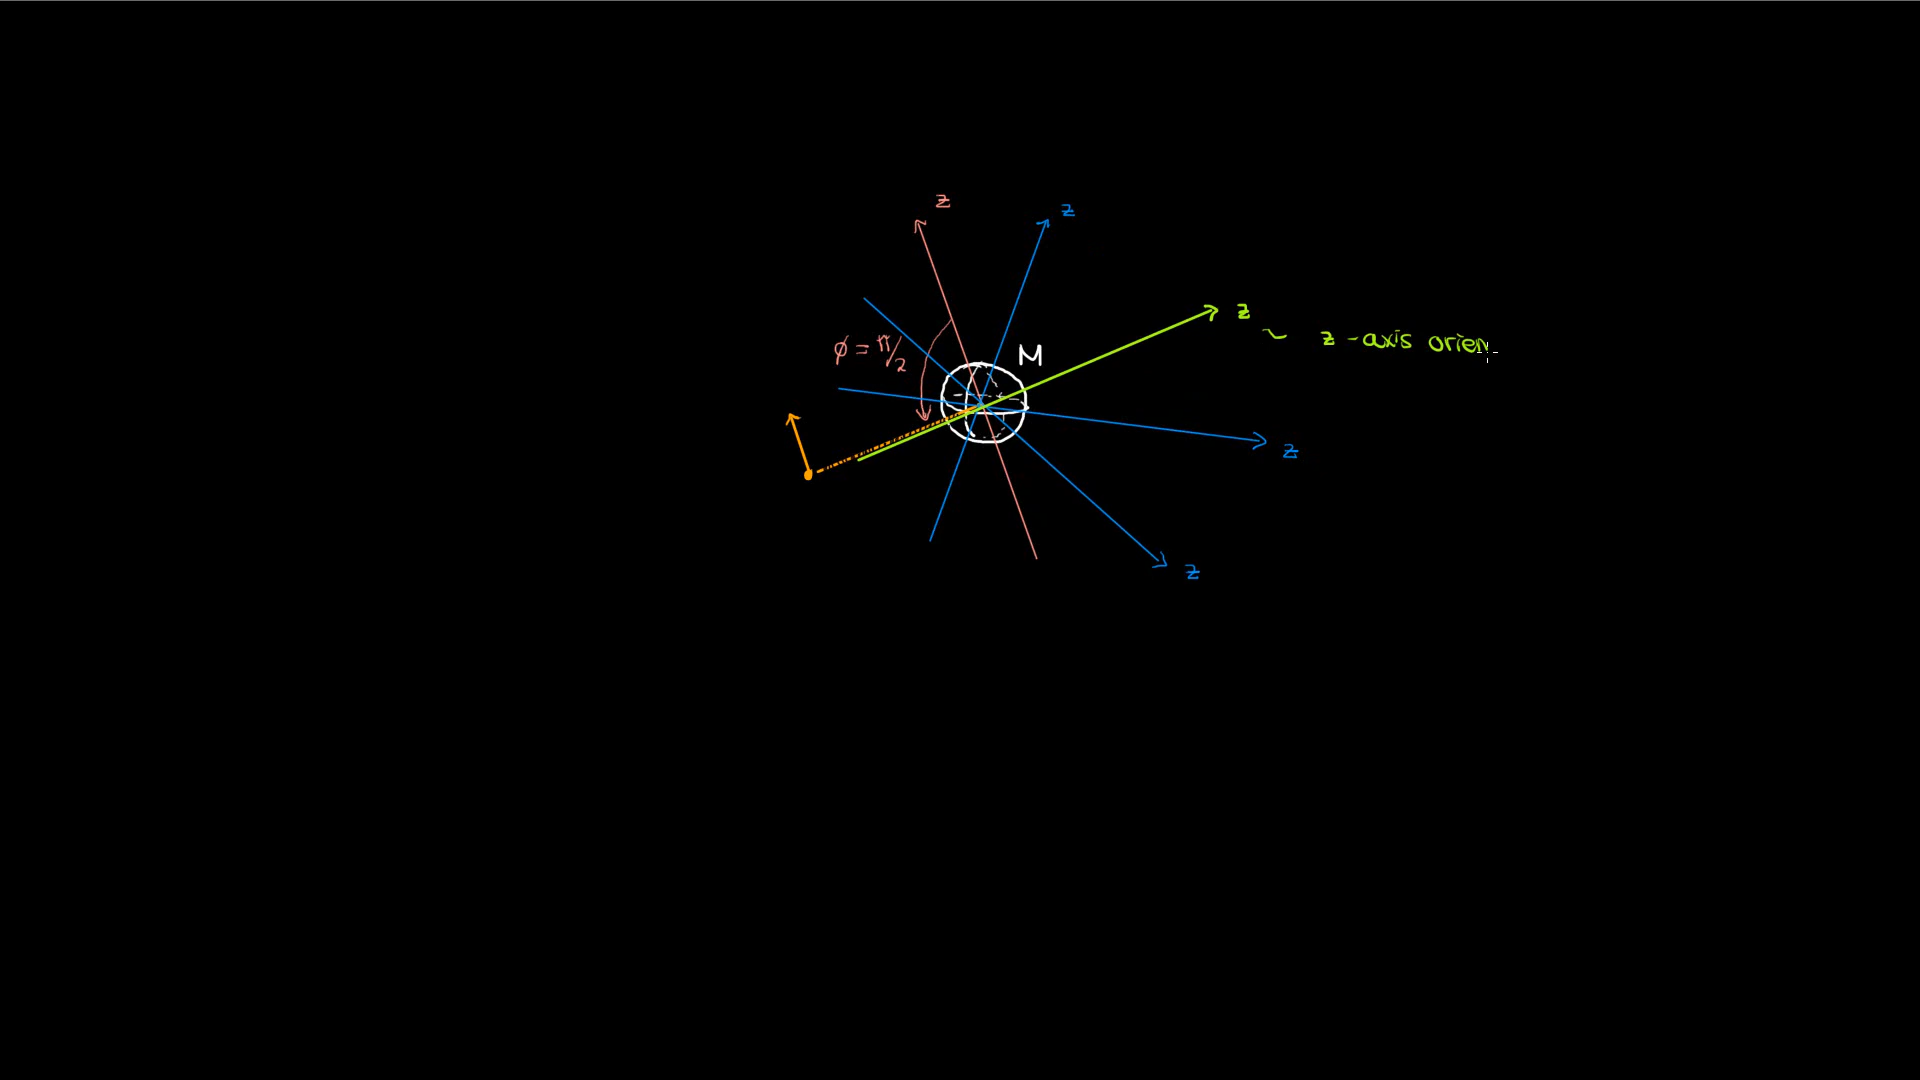 z
z
z
~ z-axis orien
M
φ = π/2
z
z